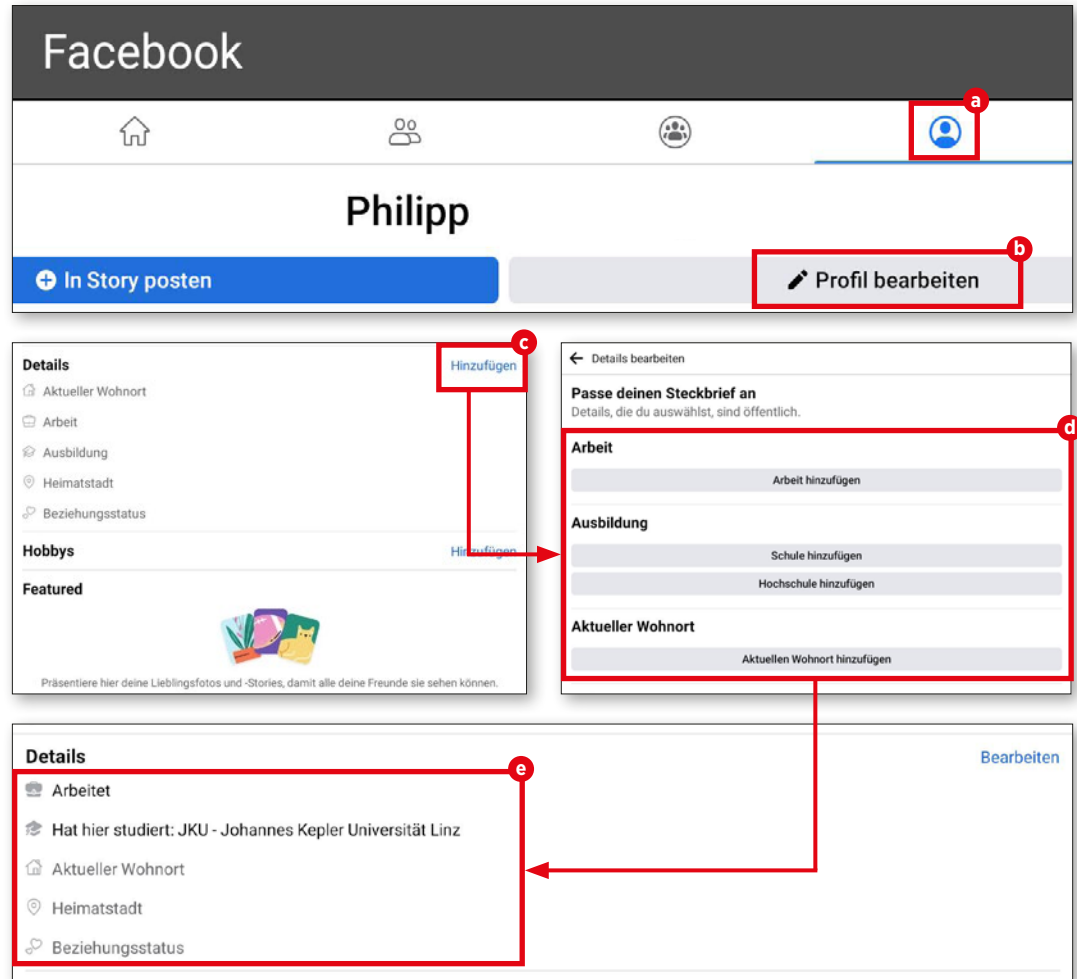 Facebook
a
Philipp
b
In Story posten
Profil bearbeiten
c
Details
Hinzufügen
Aktueller Wohnort
Arbeit
Ausbildung
Heimatstadt
Beziehungsstatus
Hobbys
Hinzufügen
Featured
Präsentiere hier deine Lieblingsfotos und -Stories, damit alle deine Freunde sie sehen können.
Details bearbeiten
Passe deinen Steckbrief an
Details, die du auswählst, sind öffentlich.
d
Arbeit
Arbeit hinzufügen
Ausbildung
Schule hinzufügen
Hochschule hinzufügen
Aktueller Wohnort
Aktuellen Wohnort hinzufügen
Details
Bearbeiten
e
Arbeitet
Hat hier studiert: JKU - Johannes Kepler Universität Linz
Aktueller Wohnort
Heimatstadt
Beziehungsstatus